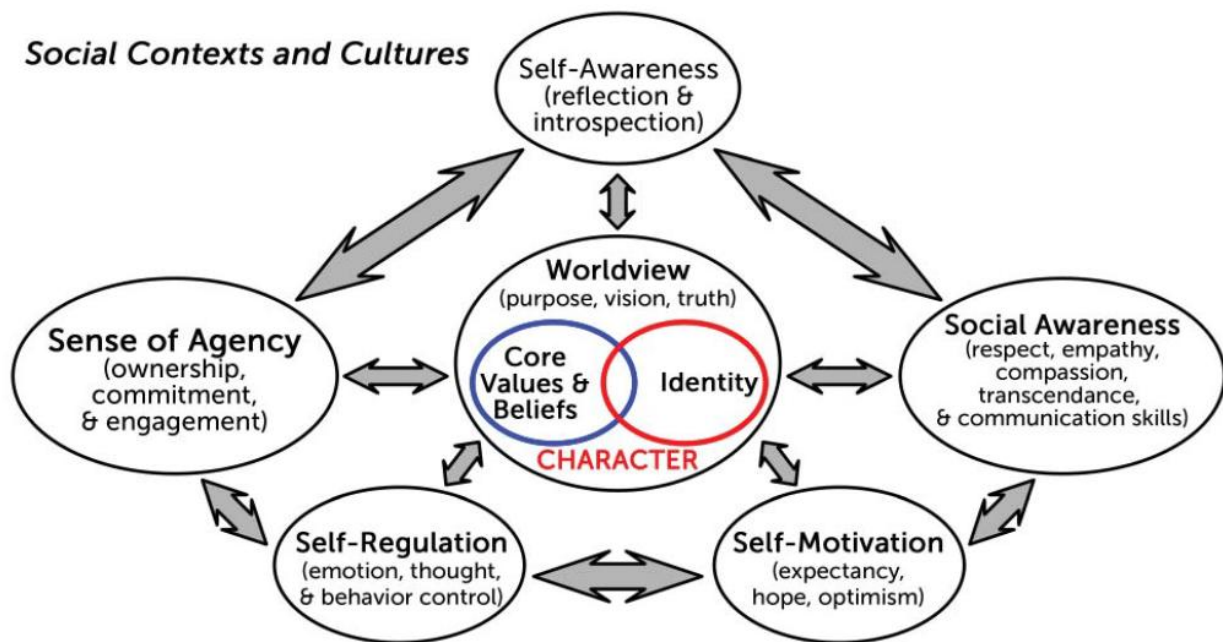 Social Contexts and Cultures
Self-Awareness
(reflection &
introspection)
Worldview
(purpose, vision, truth)
Core
Values &
Beliefs
Identity
CHARACTER
Sense of Agency
(ownership,
commitment,
& engagement)
Social Awareness
(respect, empathy,
compassion,
transcendance,
& communication skills)
Self-Regulation
(emotion, thought,
& behavior control)
Self-Motivation
(expectancy,
hope, optimism)